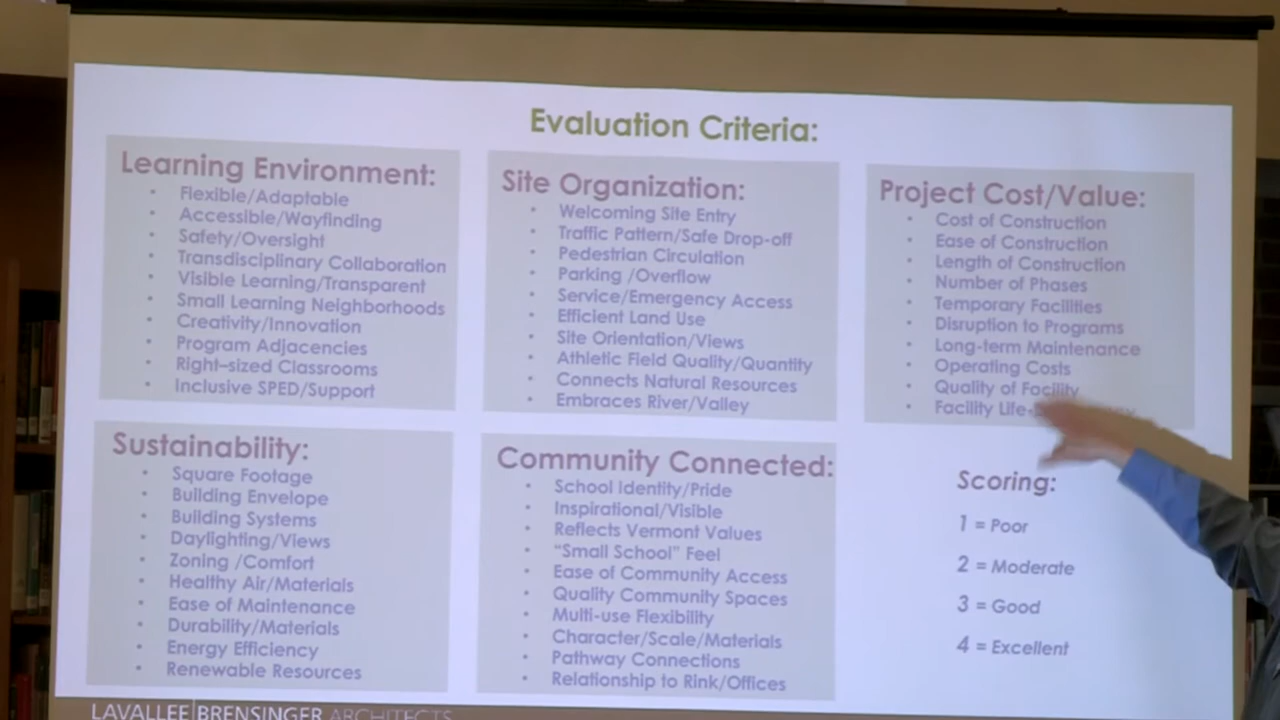 Evaluation Criteria:
Learning Environment:
• Flexible/Adaptable
• Accessible/Wayfinding
• Safety/Oversight
• Transdisciplinary Collaboration
• Visible Learning/Transparent
• Small Learning Neighborhoods
• Creativity/Innovation
• Program Adjacencies
• Right–sized Classrooms
• Inclusive SPED/Support
Site Organization:
• Welcoming Site Entry
• Traffic Pattern/Safe Drop-off
• Pedestrian Circulation
• Parking /Overflow
• Service/Emergency Access
• Efficient Land Use
• Site Orientation/Views
• Athletic Field Quality/Quantity
• Connects Natural Resources
• Embraces River/Valley
Project Cost/Value:
• Cost of Construction
• Ease of Construction
• Length of Construction
• Number of Phases
• Temporary Facilities
• Disruption to Programs
• Long-term Maintenance
• Operating Costs
• Quality of Facility
• Facility Life-
Sustainability:
• Square Footage
• Building Envelope
• Building Systems
• Daylighting/Views
• Zoning /Comfort
• Healthy Air/Materials
• Ease of Maintenance
• Durability/Materials
• Energy Efficiency
• Renewable Resources
Community Connected:
• School Identity/Pride
• Inspirational/Visible
• Reflects Vermont Values
• “Small School” Feel
• Ease of Community Access
• Quality Community Spaces
• Multi-use Flexibility
• Character/Scale/Materials
• Pathway Connections
• Relationship to Rink/Offices
Scoring:
1 = Poor
2 = Moderate
3 = Good
4 = Excellent
LAVALLEE|BRENSINGER ARCHITECTS